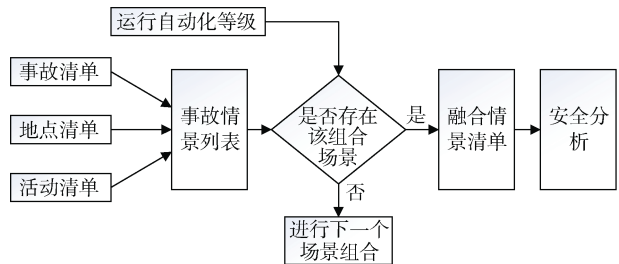 运行自动化等级
事故清单
地点清单
活动清单
事故情
景列表
是否存在
该组合
场景
是
否
融合情
景清单
安全分
析
进行下一个
场景组合